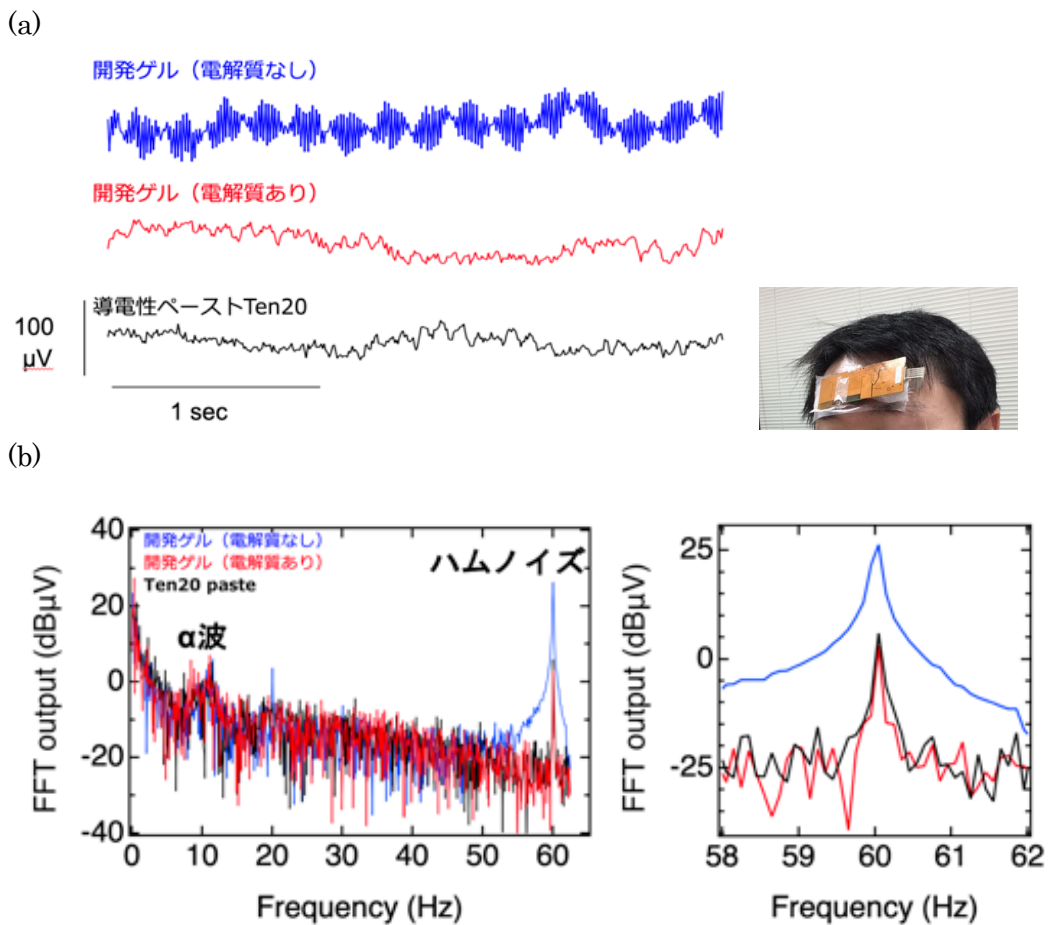 (a)
開発ゲル（電解質なし）
開発ゲル（電解質あり）
導電性ペーストTen20
100
µV
1 sec
(b)
40
20
0
-20
-40
FFT output (dBµV)
開発ゲル（電解質なし）
開発ゲル（電解質あり）
Ten20 paste
α波
ハムノイズ
0 10 20 30 40 50 60
Frequency (Hz)
25
0
-25
FFT output (dBµV)
58 59 60 61 62
Frequency (Hz)